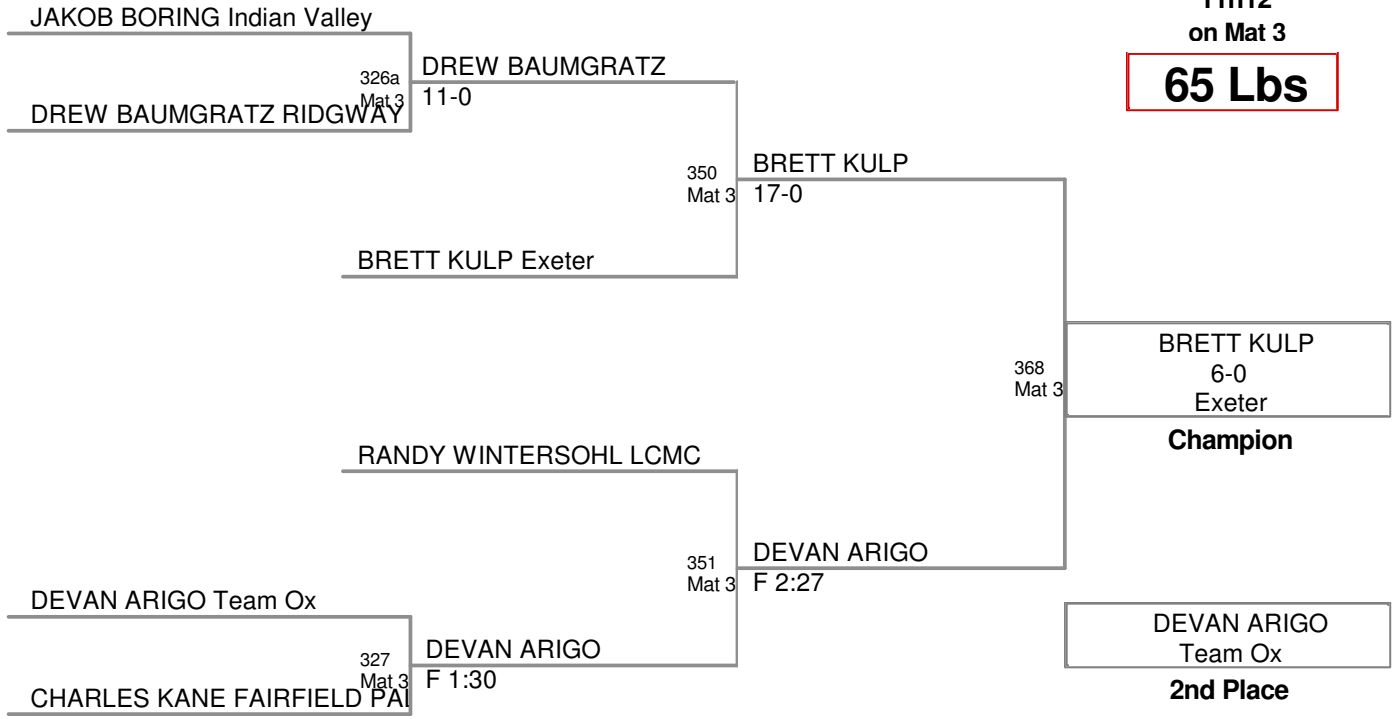 JAKOB BORING Indian Valley
on Mat 3
65 Lbs
326a
Mat 3
DREW BAUMGRATZ
11-0
DREW BAUMGRATZ RIDGWAY
350
Mat 3
BRETT KULP
17-0
BRETT KULP Exeter
368
Mat 3
BRETT KULP
6-0
Exeter
Champion
RANDY WINTERSOHL LCMC
351
Mat 3
DEVAN ARIGO
F 2:27
DEVAN ARIGO Team Ox
327
Mat 3
DEVAN ARIGO
F 1:30
CHARLES KANE FAIRFIELD PAL
DEVAN ARIGO
Team Ox
2nd Place